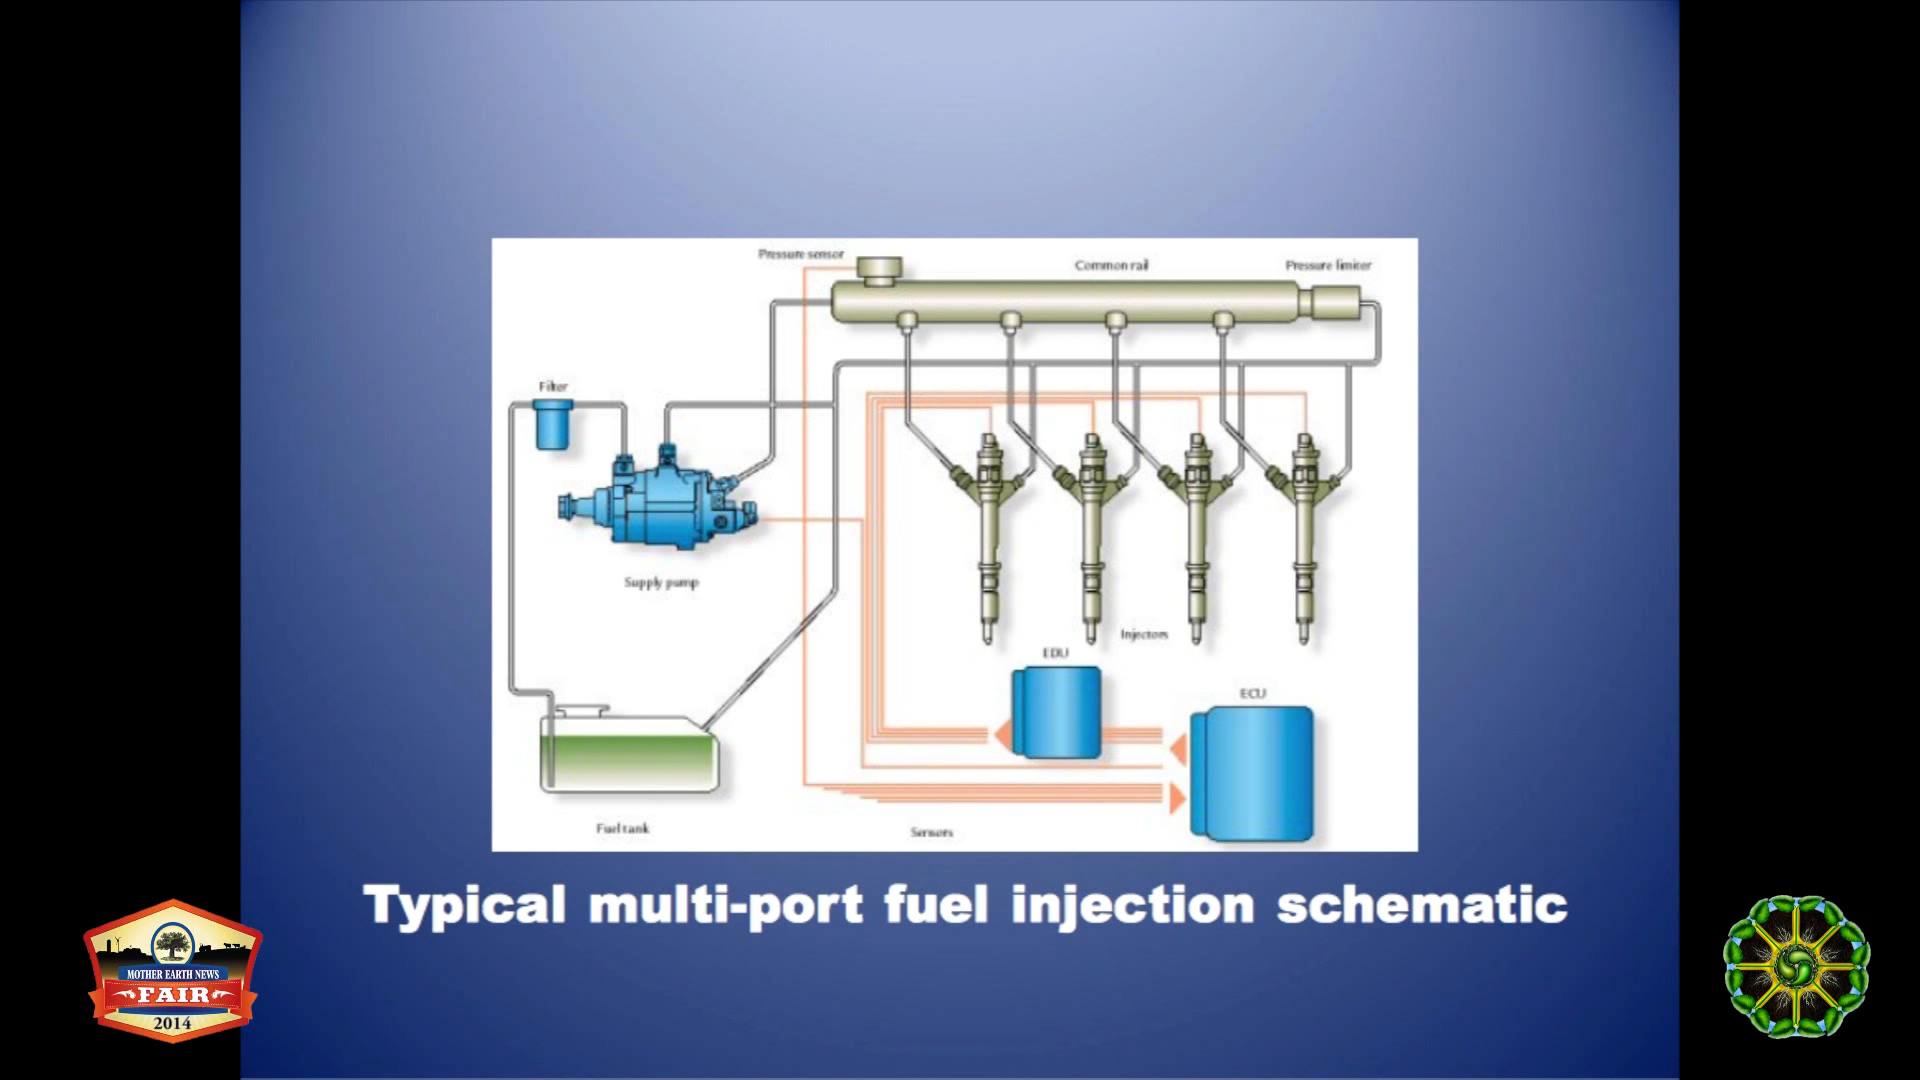 Pressure sensor
Common rail
Pressure limiter
Filter
Supply pump
Injectors
EDU
ECU
Fuel tank
Sensors
Typical multi-port fuel injection schematic
MOTHER EARTH NEWS
FAIR
2014